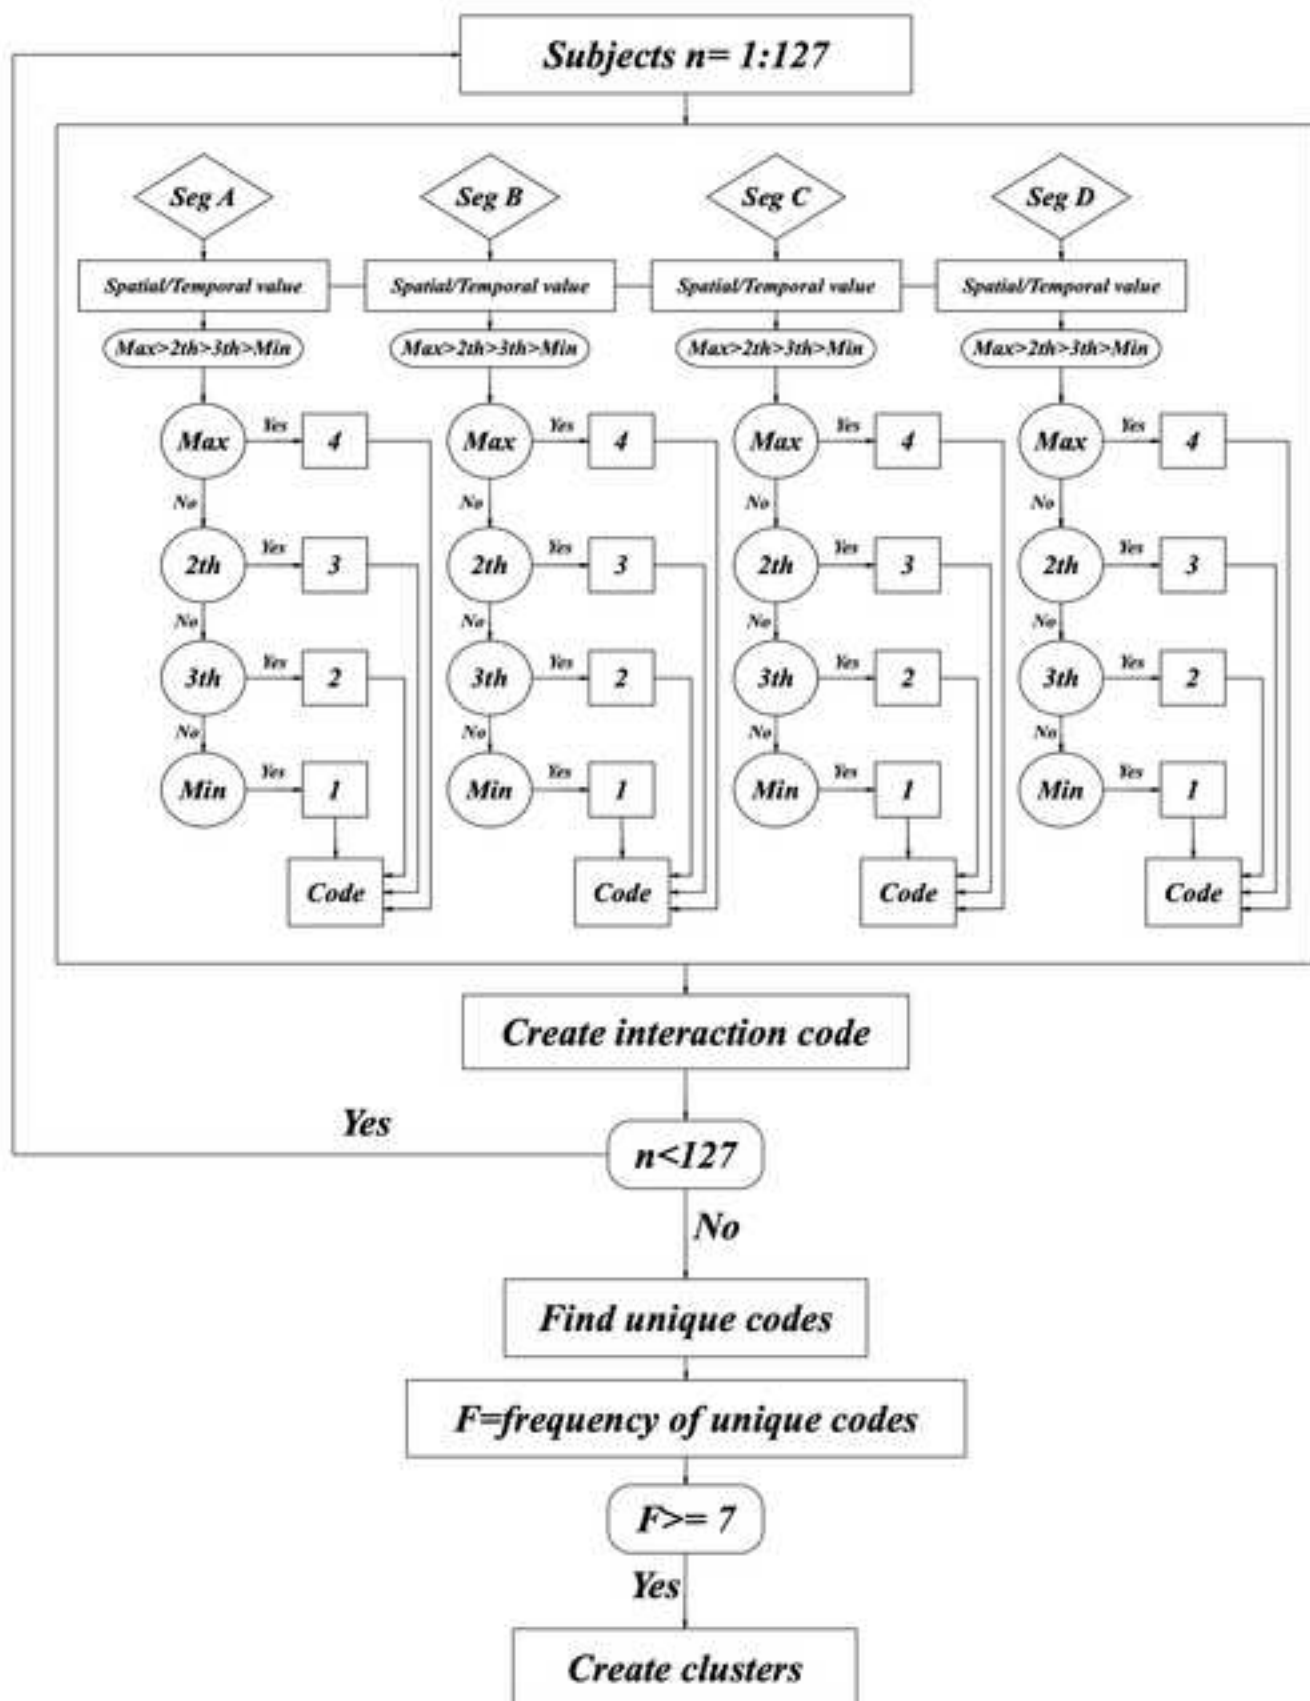 Subjects n= 1:127
Seg A Seg B Seg C Seg D
Spatial/Temporal value Spatial/Temporal value Spatial/Temporal value Spatial/Temporal value
Max>2th>3th>Min Max>2th>3th>Min Max>2th>3th>Min Max>2th>3th>Min
Max Yes 4 Max Yes 4 Max Yes 4 Max Yes 4
No No No No
2th Yes 3 2th Yes 3 2th Yes 3 2th Yes 3
No No No No
3th Yes 2 3th Yes 2 3th Yes 2 3th Yes 2
No No No No
Min Yes 1 Min Yes 1 Min Yes 1 Min Yes 1
Code Code Code Code
Create interaction code
Yes
n<127
No
Find unique codes
F=frequency of unique codes
F>= 7
Yes
Create clusters